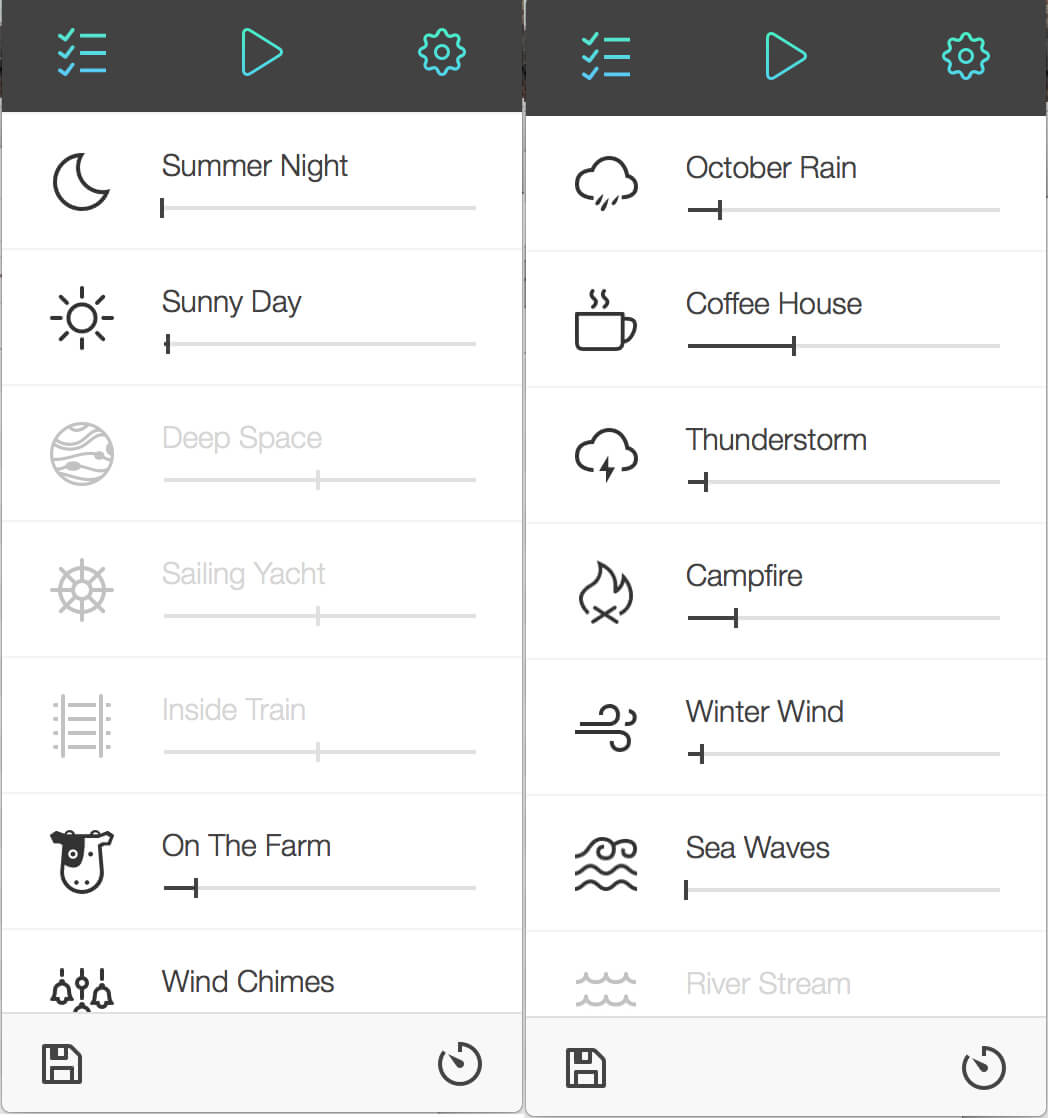 Summer Night
Sunny Day
Deep Space
Sailing Yacht
Inside Train
On The Farm
Wind Chimes
October Rain
Coffee House
Thunderstorm
Campfire
Winter Wind
Sea Waves
River Stream